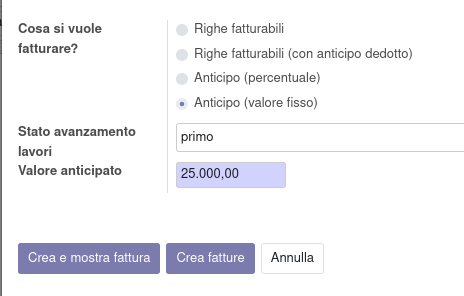 Cosa si vuole
fatturare?
Righe fatturabili
Righe fatturabili (con anticipo dedotto)
Anticipo (percentuale)
Anticipo (valore fisso)
Stato avanzamento
lavori
primo
Valore anticipato
25.000,00
Crea e mostra fattura
Crea fatture
Annulla